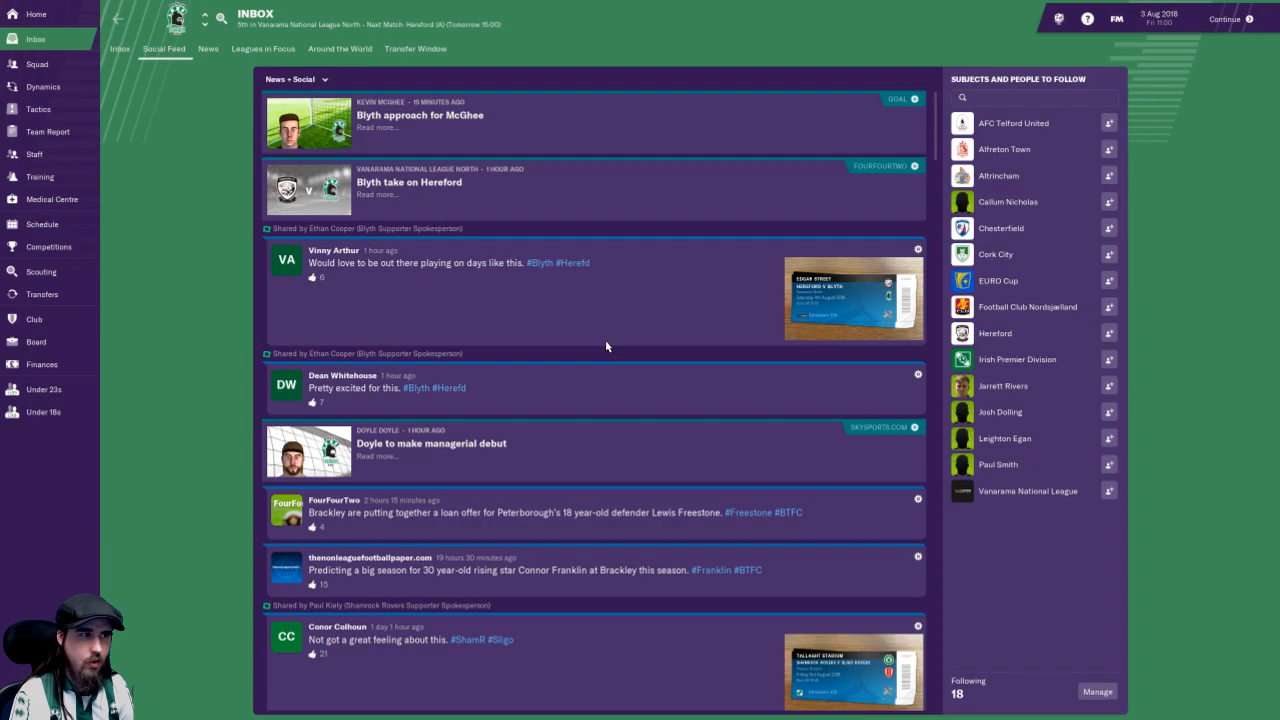 Home
Inbox
Squad
Dynamics
Tactics
Team Report
Staff
Training
Medical Centre
Schedule
Competitions
Scouting
Transfers
Club
Board
Finances
Under 23s
Under 18s
INBOX
5th in Vanarama National League North - Next Match: Hereford (A) (Tomorrow 15:00)
FM
3 Aug 2018
Fri 11:00
Continue
Inbox
Social Feed
News
Leagues in Focus
Around the World
Transfer Window
News + Social
KEVIN MCGHEE - 15 MINUTES AGO
GOAL
Blyth approach for McGhee
Read more...
VANARAMA NATIONAL LEAGUE NORTH - 1 HOUR AGO
FOURFOURTWO
V
Blyth take on Hereford
Read more...
Shared by Ethan Cooper (Blyth Supporter Spokesperson)
VA
Vinny Arthur 1 hour ago
Would love to be out there playing on days like this. #Blyth #Herefd
6
EDGAR STREET
HEREFORD V BLYTH
Shared by Ethan Cooper (Blyth Supporter Spokesperson)
DW
Dean Whitehouse 1 hour ago
Pretty excited for this. #Blyth #Herefd
7
DOYLE DOYLE - 1 HOUR AGO
SKYSPORTS.COM
Doyle to make managerial debut
Read more...
FourFo
FourFourTwo 2 hours 15 minutes ago
Brackley are putting together a loan offer for Peterborough's 18 year-old defender Lewis Freestone. #Freestone #BTFC
4
thenonleaguefootballpaper.com 19 hours 30 minutes ago
Predicting a big season for 30 year-old rising star Connor Franklin at Brackley this season. #Franklin #BTFC
15
Shared by Paul Kiely (Shamrock Rovers Supporter Spokesperson)
CC
Conor Colhoun 1 day 1 hour ago
Not got a great feeling about this. #ShamR #Sligo
21
TALLAGHT STADIUM
SHAMROCK ROVERS V SLIGO ROVERS
SUBJECTS AND PEOPLE TO FOLLOW
AFC Telford United
Alfreton Town
Altrincham
Callum Nicholas
Chesterfield
Cork City
EURO Cup
Football Club Nordsjælland
Hereford
Irish Premier Division
Jarrett Rivers
Josh Dolling
Leighton Egan
Paul Smith
Vanarama National League
Following
18
Manage